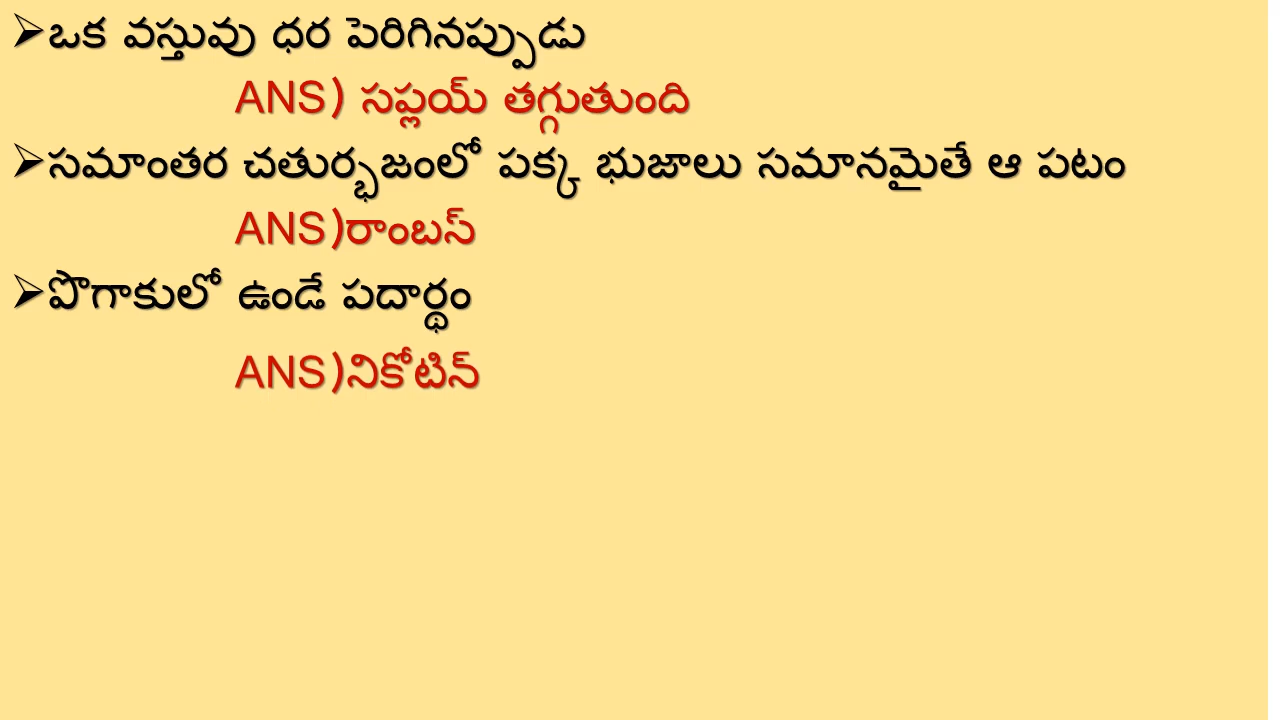 ➢ఒక వస్తువు ధర పెరిగినప్పుడు
ANS) సప్లయ్ తగ్గుతుంది
➢సమాంతర చతుర్భజంలో పక్క భుజాలు సమానమైతే ఆ పటం
ANS)రాంబస్
➢పొగాకులో ఉండే పదార్థం
ANS)నికోటిన్